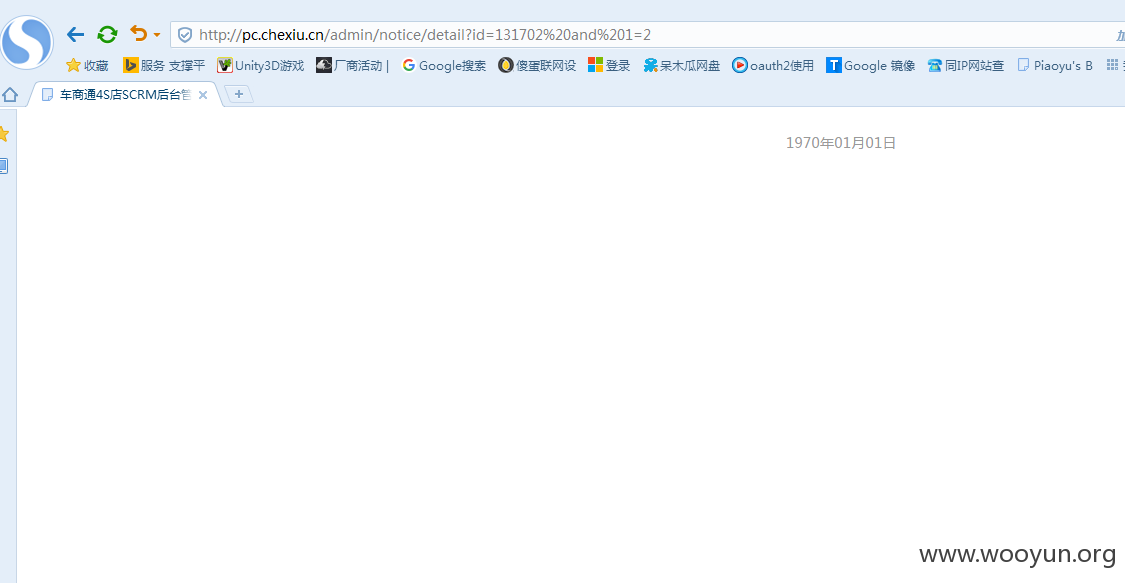 http://pc.chexiu.cn/admin/notice/detail?id=131702%20and%201=2
收藏 服务 支撑平 Unity3D游戏 厂商活动 | Google搜索 傻蛋联网设 登录 呆木瓜网盘 oauth2使用 Google 镜像 同IP网站查 Piaoyu's B
车商通4S店SCRM后台管
1970年01月01日
www.wooyun.org